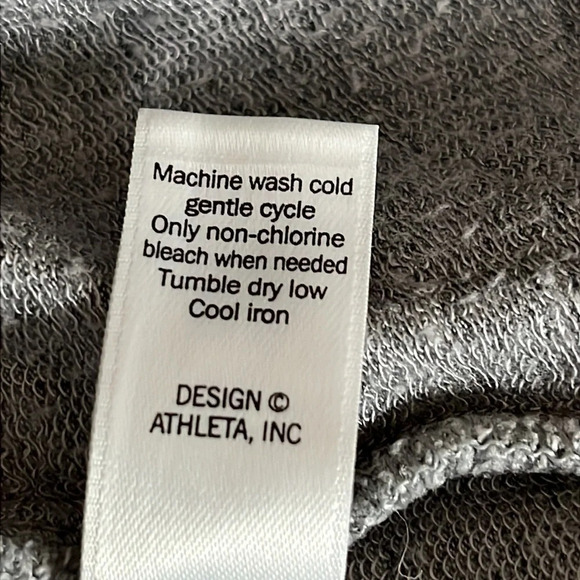 Machine wash cold
gentle cycle
Only non-chlorine
bleach when needed
Tumble dry low
Cool iron
DESIGN ©
ATHLETA, INC